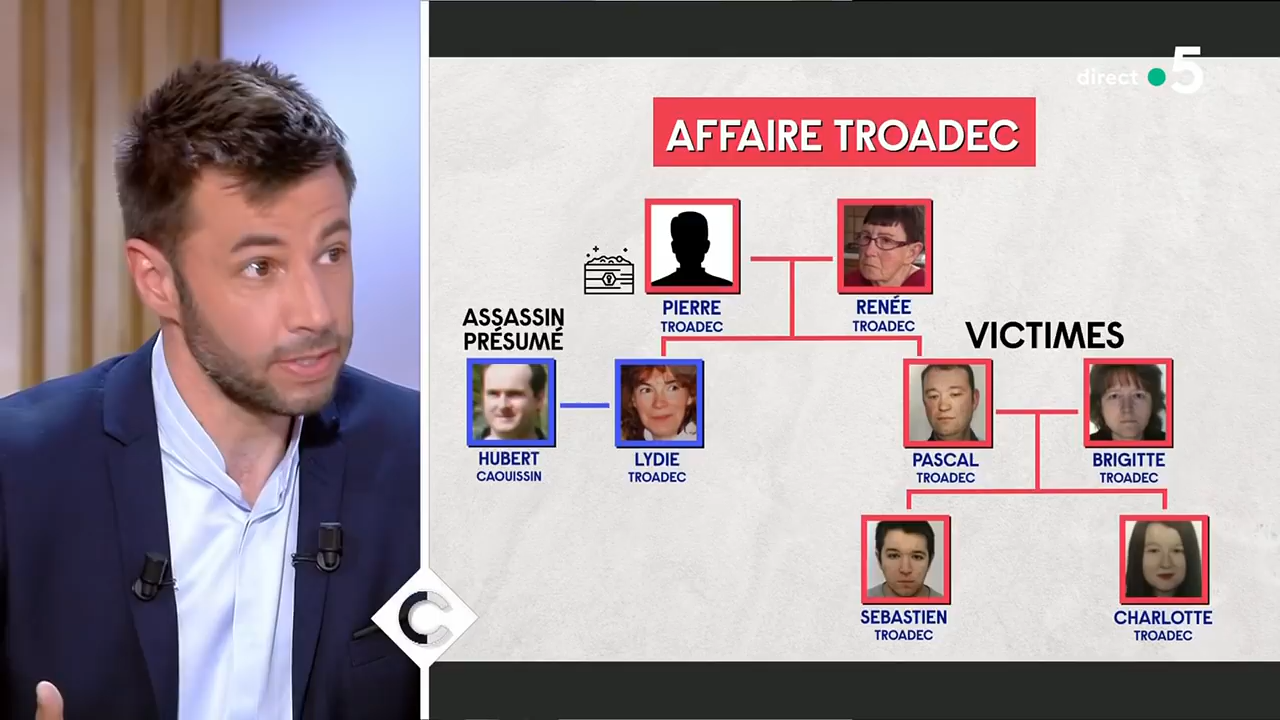 direct 5
AFFAIRE TROADEC
PIERRE
TROADEC
RENÉE
TROADEC
ASSASSIN
PRÉSUMÉ
VICTIMES
HUBERT
CAOUISSIN
LYDIE
TROADEC
PASCAL
TROADEC
BRIGITTE
TROADEC
SEBASTIEN
TROADEC
CHARLOTTE
TROADEC
C